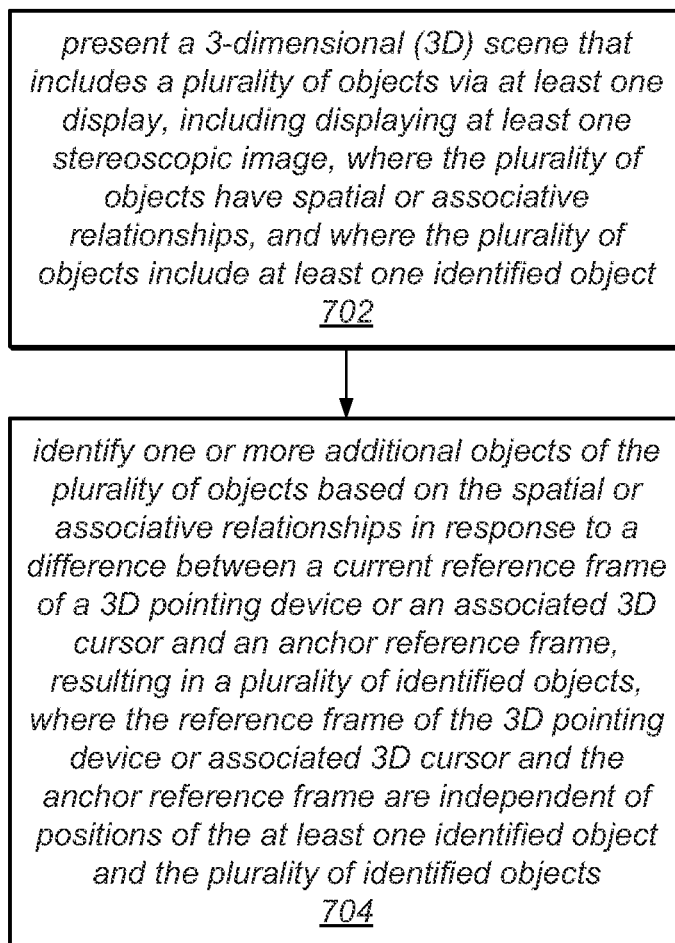 present a 3-dimensional (3D) scene that
includes a plurality of objects via at least one
display, including displaying at least one
stereoscopic image, where the plurality of
objects have spatial or associative
relationships, and where the plurality of
objects include at least one identified object
702
identify one or more additional objects of the
plurality of objects based on the spatial or
associative relationships in response to a
difference between a current reference frame
of a 3D pointing device or an associated 3D
cursor and an anchor reference frame,
resulting in a plurality of identified objects,
where the reference frame of the 3D pointing
device or associated 3D cursor and the
anchor reference frame are independent of
positions of the at least one identified object
and the plurality of identified objects
704